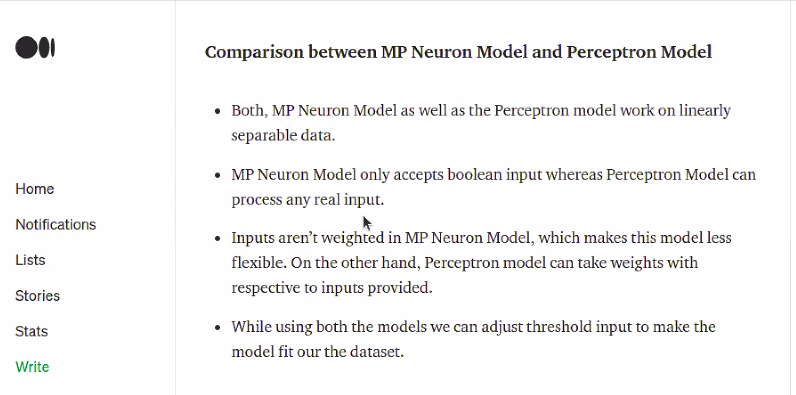 Comparison between MP Neuron Model and Perceptron Model
Both, MP Neuron Model as well as the Perceptron model work on linearly
separable data.
MP Neuron Model only accepts boolean input whereas Perceptron Model can
process any real input.
Inputs aren’t weighted in MP Neuron Model, which makes this model less
flexible. On the other hand, Perceptron model can take weights with
respective to inputs provided.
While using both the models we can adjust threshold input to make the
model fit our the dataset.
Home
Notifications
Lists
Stories
Stats
Write